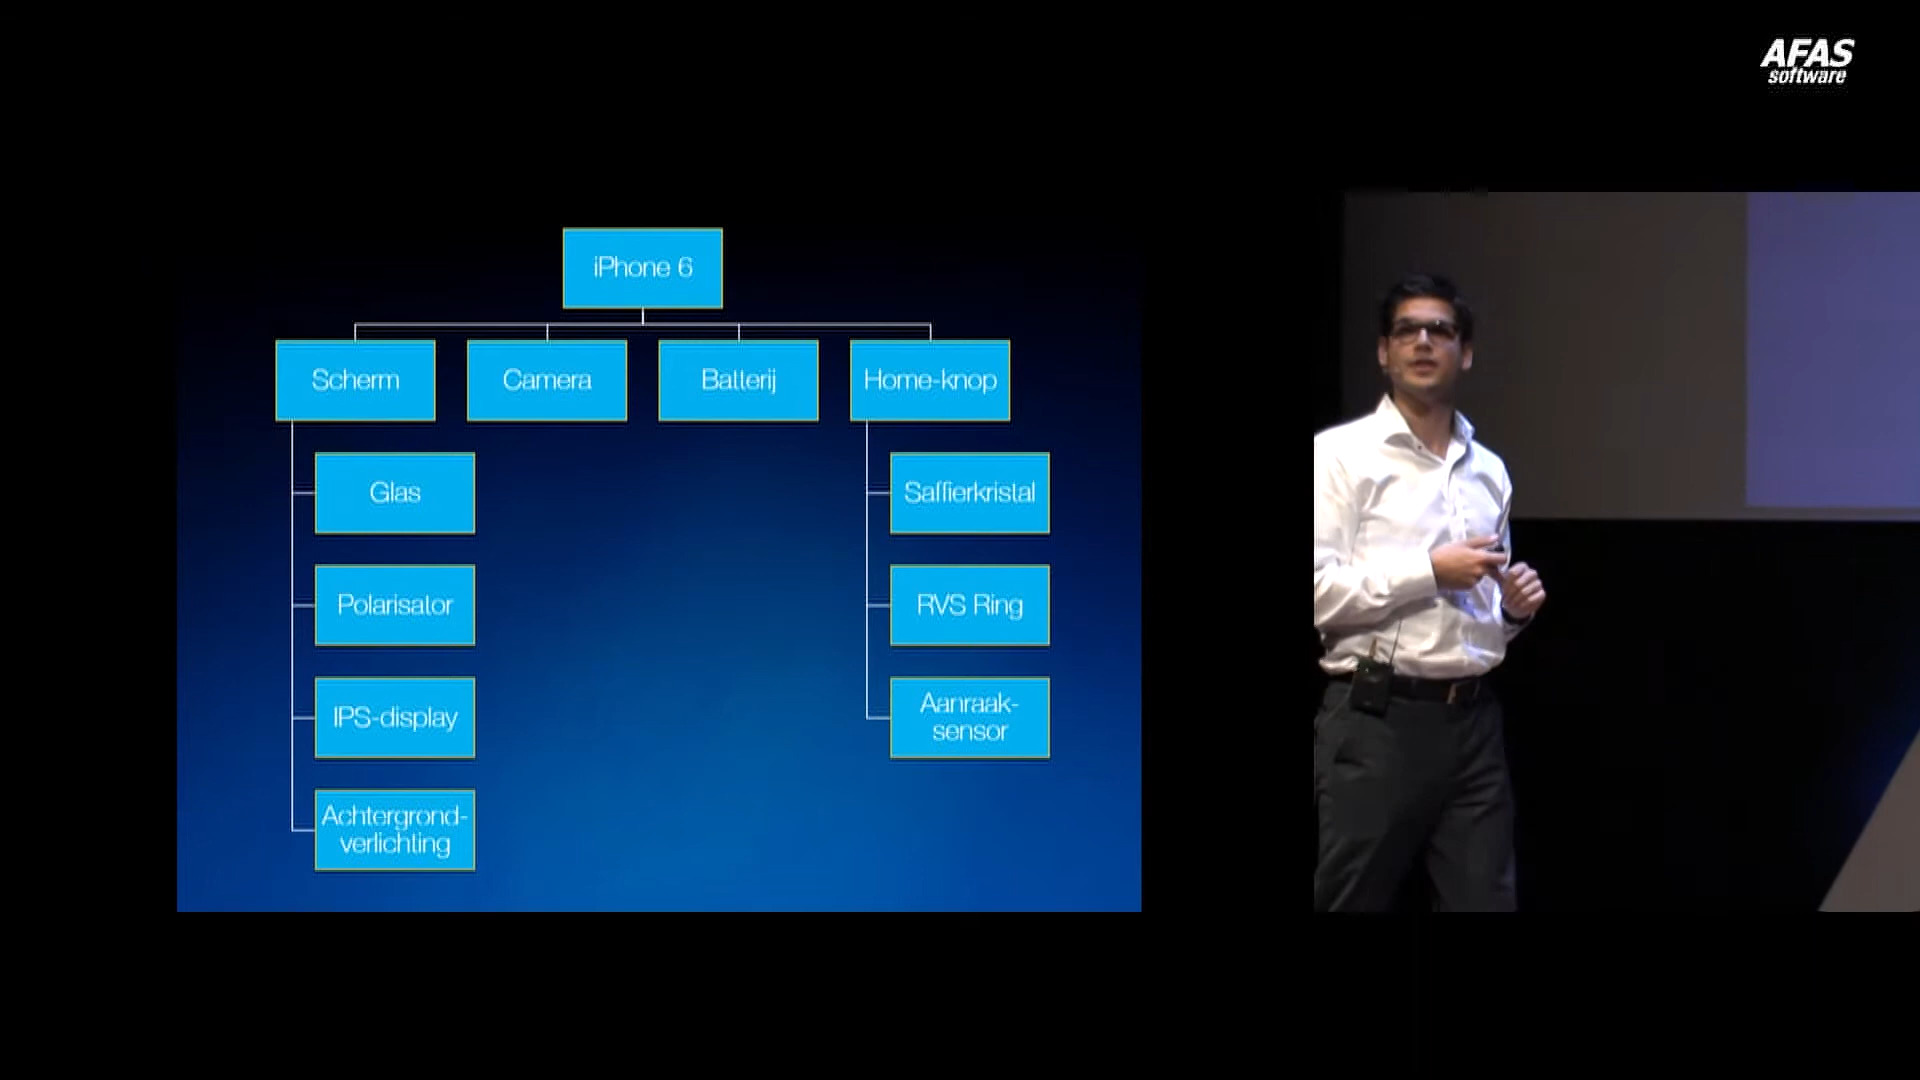 AFAS
software
iPhone 6
Scherm
Camera
Batterij
Home-knop
Glas
Saffierkristal
Polarisator
RVS Ring
IPS-display
Aanraak-
sensor
Achtergrond-
verlichting